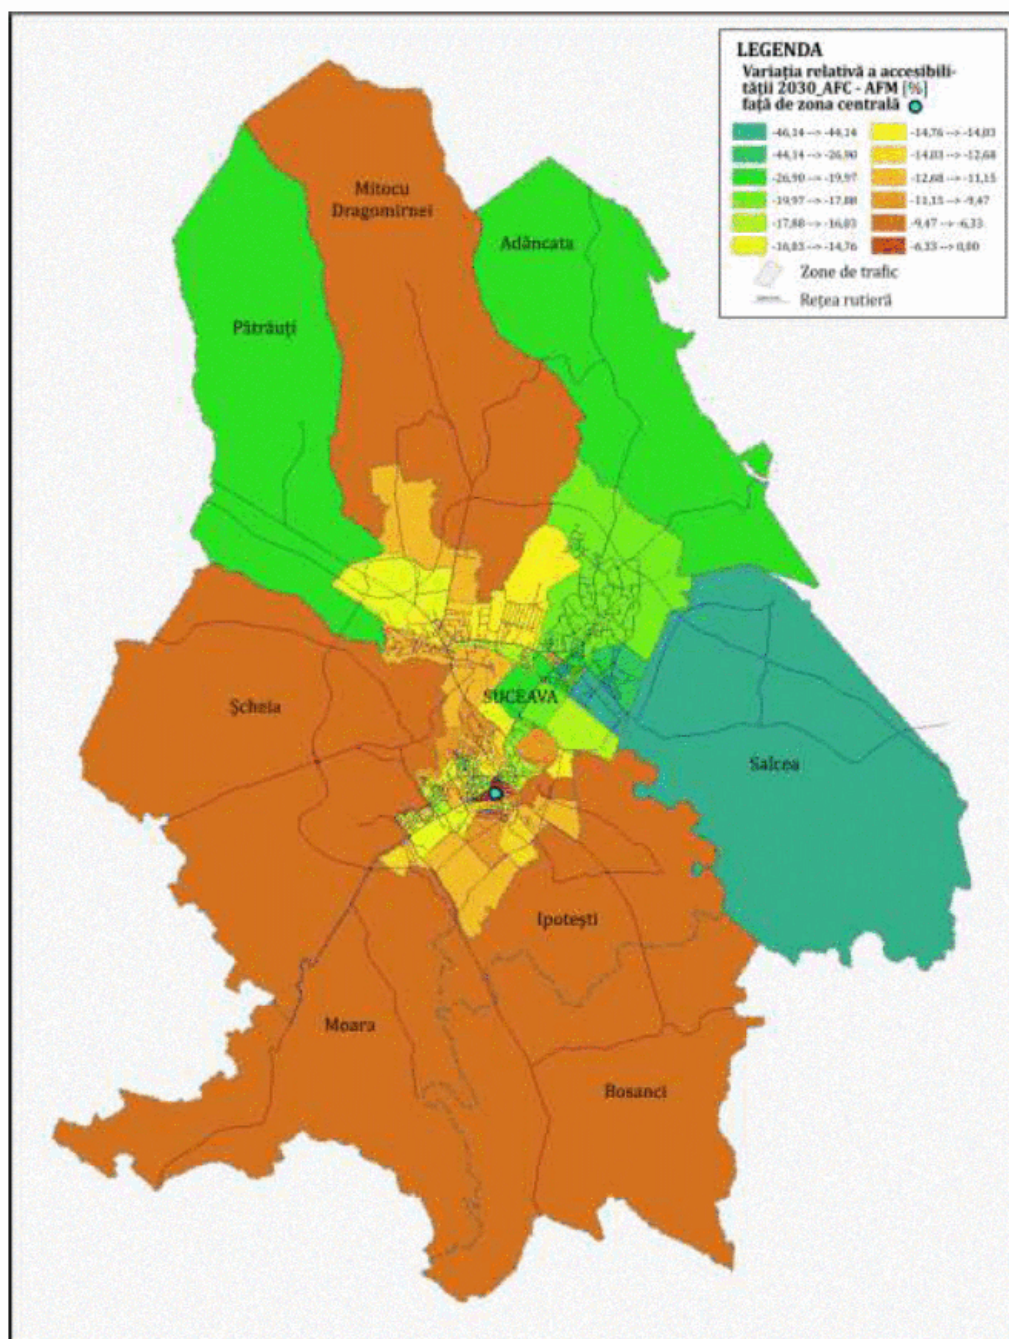 LEGENDA
Variația relativă a accesibili-
tății 2030_AFC - AFM [%]
față de zona centrală
-46,14 --> -44,14
-44,14 --> -26,90
-26,90 --> -19,97
-19,97 --> -17,88
-17,88 --> -16,03
-16,03 --> -14,76
-14,76 --> -14,03
-14,03 --> -12,68
-12,68 --> -11,15
-11,15 --> -9,47
-9,47 --> -6,33
-6,33 --> 0,00
Zone de trafic
Rețea rutieră
Mitocu
Dragomirnei
Adâncata
Pătrăuți
Șcheia
SUCEAVA
Salcea
Ipotești
Moara
Bosanci